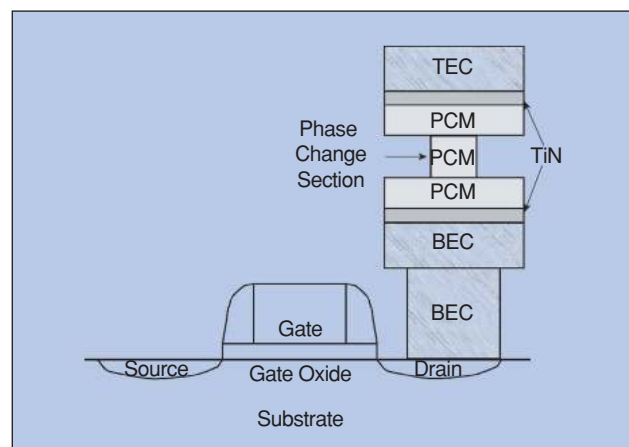 TEC
PCM
Phase
Change
Section
PCM
TiN
PCM
BEC
BEC
Gate
Source
Gate Oxide
Drain
Substrate